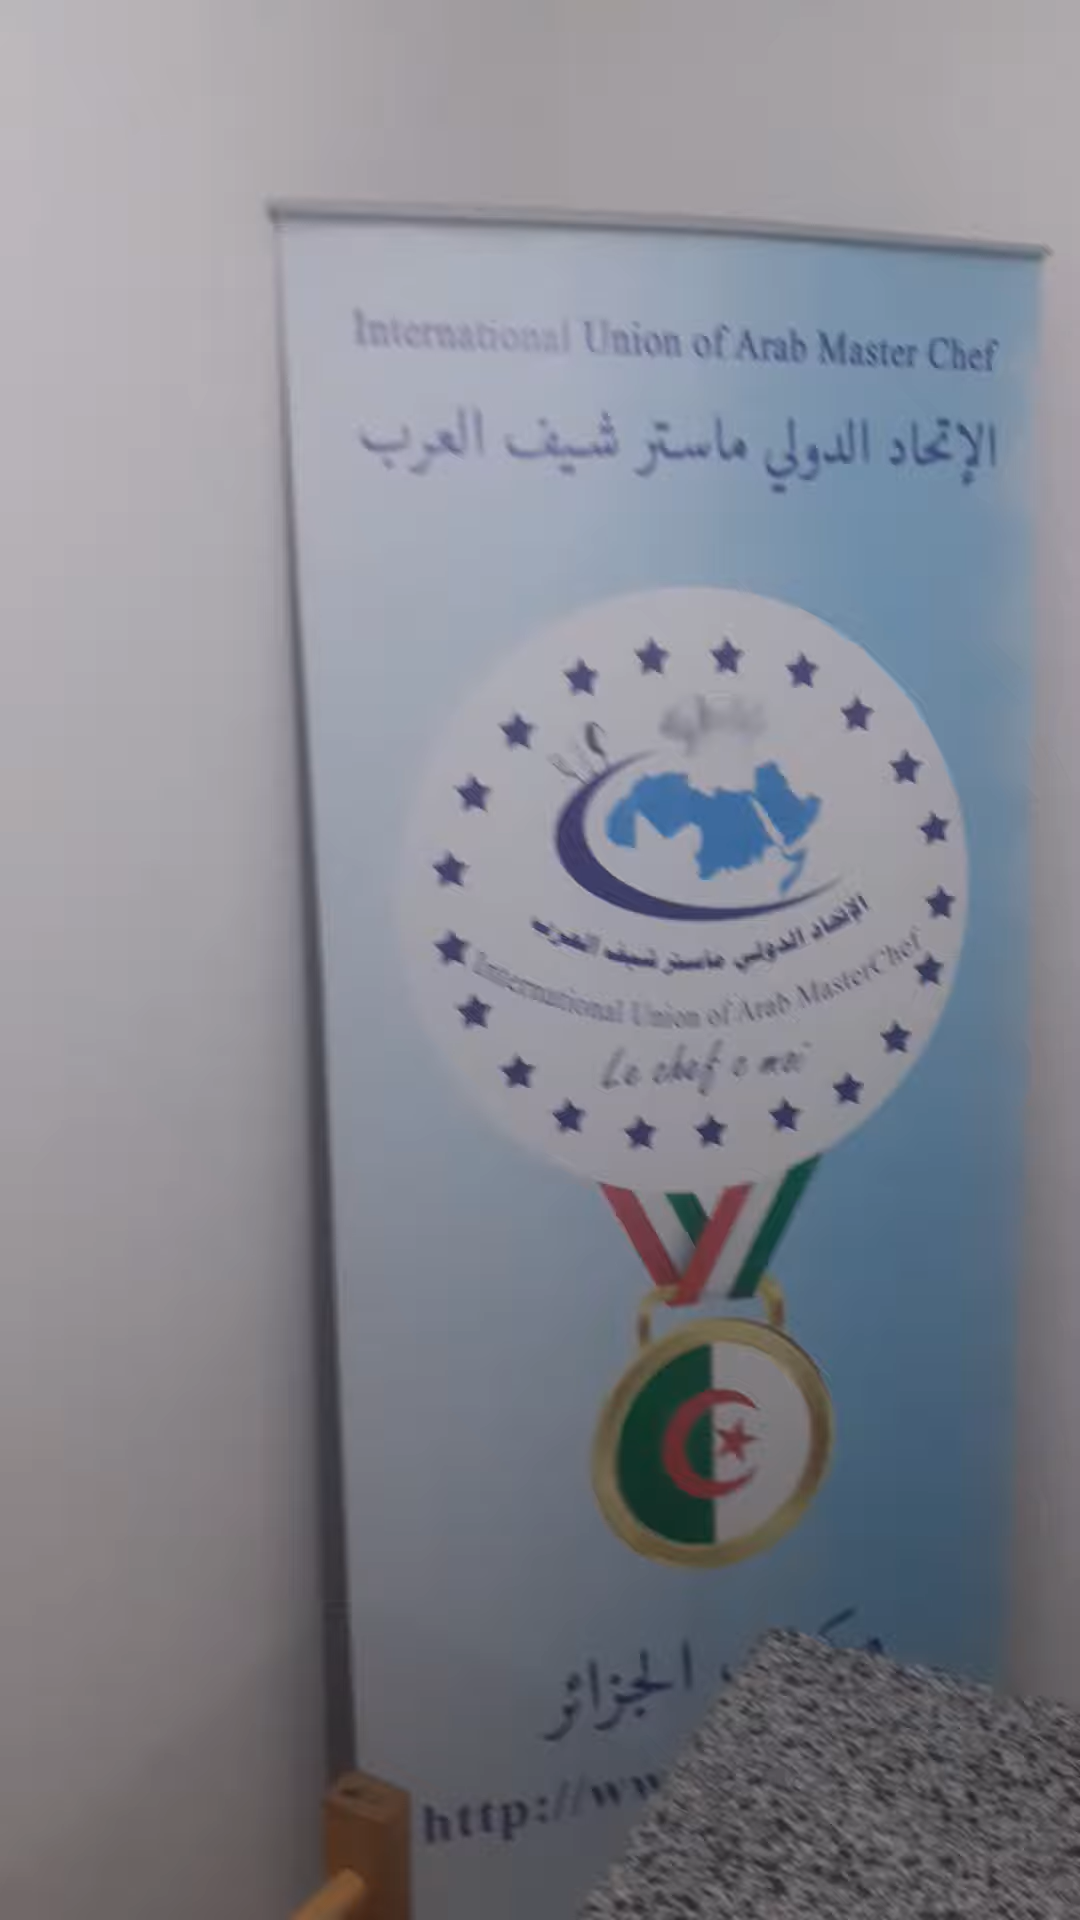 International Union of Arab Master Chef
الإتحاد الدولي ماستر شيف العرب
الإتحاد الدولي ماستر شيف العرب
International Union of Arab MasterChef
Le chef c moi
الجزائر
http://ww